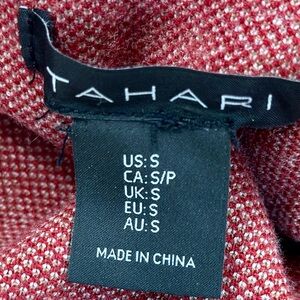 TAHARI
US: S
CA: S/P
UK: S
EU: S
AU: S
MADE IN CHINA